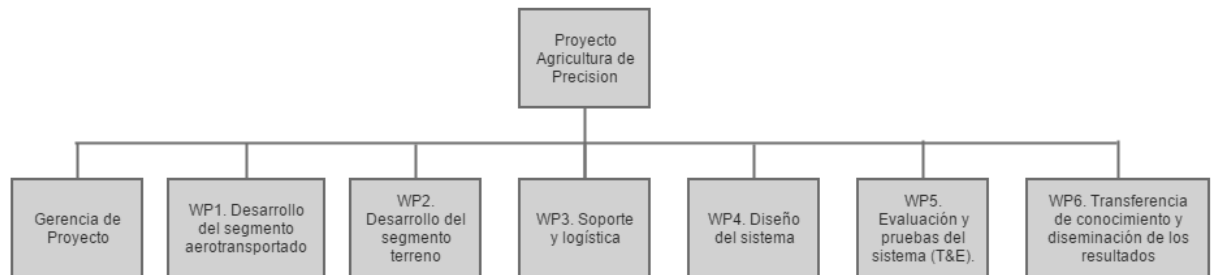 Proyecto
Agricultura de
Precision
Gerencia de
Proyecto
WP1. Desarrollo
del segmento
aerotransportado
WP2.
Desarrollo del
segmento
terreno
WP3. Soporte
y logística
WP4. Diseño
del sistema
WP5.
Evaluación y
pruebas del
sistema (T&E).
WP6. Transferencia
de conocimiento y
diseminación de los
resultados